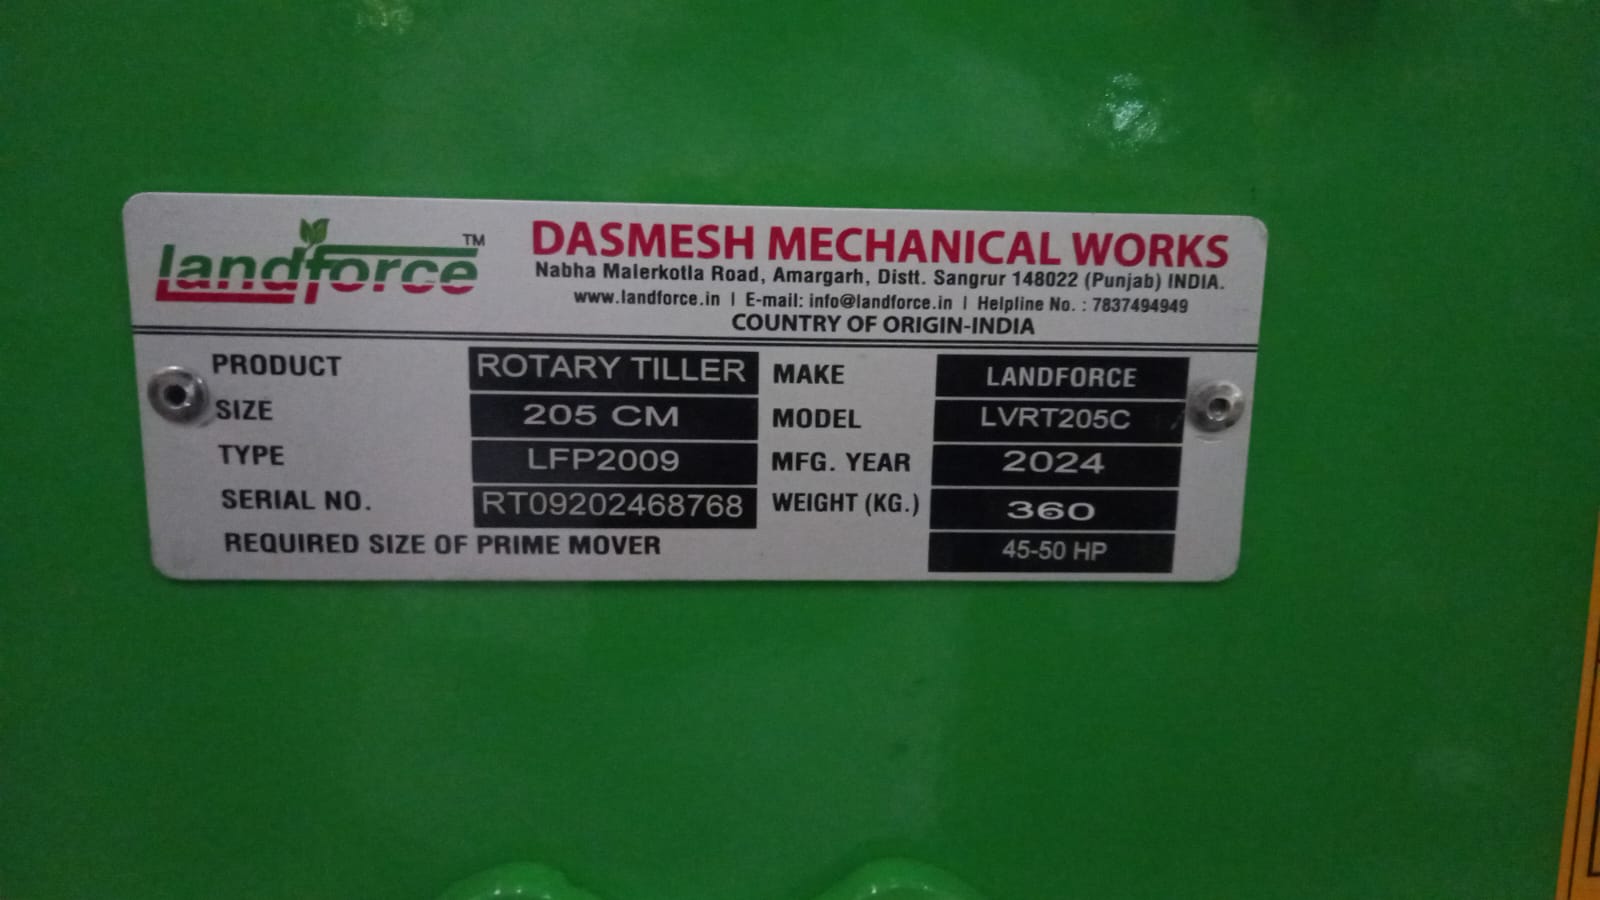 landforce TM
DASMESH MECHANICAL WORKS
Nabha Malerkotla Road, Amargarh, Distt. Sangrur 148022 (Punjab) INDIA.
www.landforce.in | E-mail: info@landforce.in | Helpline No. : 7837494949
COUNTRY OF ORIGIN-INDIA
PRODUCT ROTARY TILLER MAKE LANDFORCE
SIZE 205 CM MODEL LVRT205C
TYPE LFP2009 MFG. YEAR 2024
SERIAL NO. RT09202468768 WEIGHT (KG.) 360
REQUIRED SIZE OF PRIME MOVER 45-50 HP